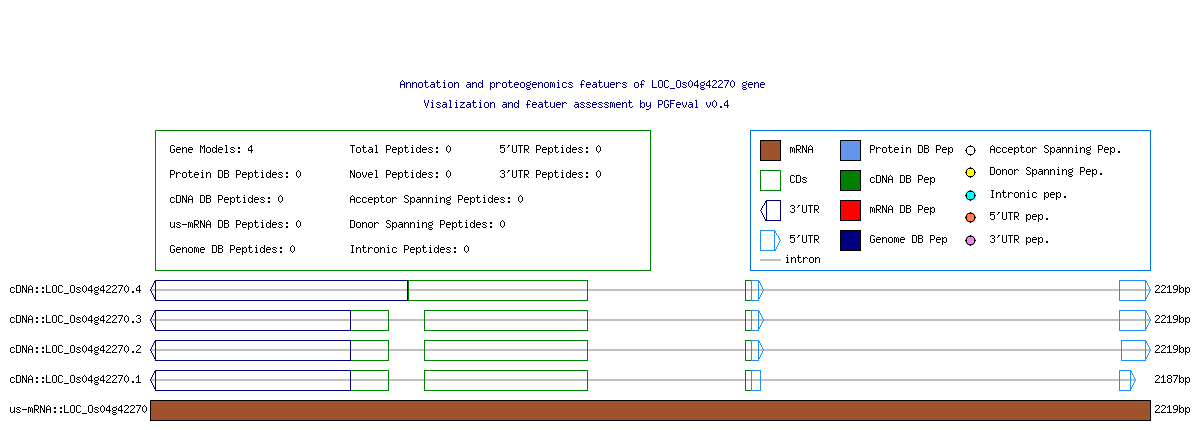 Annotation and proteogenomics featuers of LOC_Os04g42270 gene
Visalization and featuer assessment by PGFeval v0.4
Gene Models: 4 Total Peptides: 0 5'UTR Peptides: 0
Protein DB Peptides: 0 Novel Peptides: 0 3'UTR Peptides: 0
cDNA DB Peptides: 0 Acceptor Spanning Peptides: 0
us-mRNA DB Peptides: 0 Donor Spanning Peptides: 0
Genome DB Peptides: 0 Intronic Peptides: 0
mRNA Protein DB Pep Acceptor Spanning Pep.
CDs cDNA DB Pep Donor Spanning Pep.
3'UTR mRNA DB Pep Intronic pep.
5'UTR Genome DB Pep 5'UTR pep.
intron 3'UTR pep.
cDNA::LOC_Os04g42270.4 2219bp
cDNA::LOC_Os04g42270.3 2219bp
cDNA::LOC_Os04g42270.2 2219bp
cDNA::LOC_Os04g42270.1 2187bp
us-mRNA::LOC_Os04g42270 2219bp